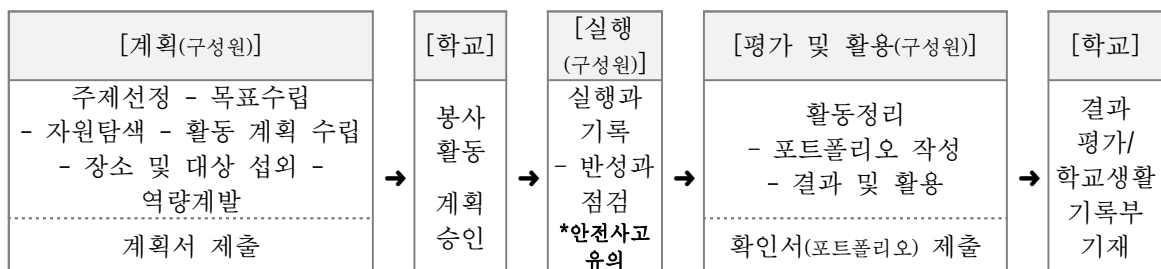 [계획(구성원)]
주제선정 - 목표수립
- 자원탐색 - 활동 계획 수립
- 장소 및 대상 섭외 -
역량개발
계획서 제출
➜
[학교]
봉사
활동
계획
승인
➜
[실행
(구성원)]
실행과
기록
- 반성과
점검
*안전사고
유의
➜
[평가 및 활용(구성원)]
활동정리
- 포트폴리오 작성
- 결과 및 활용
확인서(포트폴리오) 제출
➜
[학교]
결과
평가/
학교생활
기록부
기재